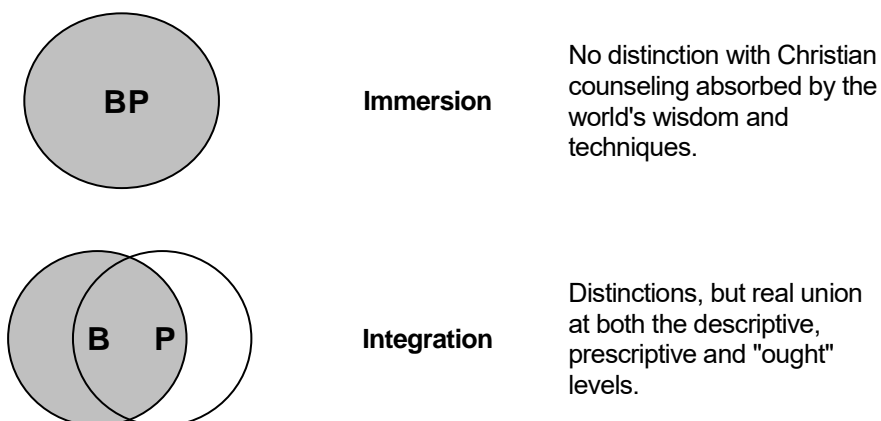 BP
Immersion
No distinction with Christian
counseling absorbed by the
world's wisdom and
techniques.
B P
Integration
Distinctions, but real union
at both the descriptive,
prescriptive and "ought"
levels.